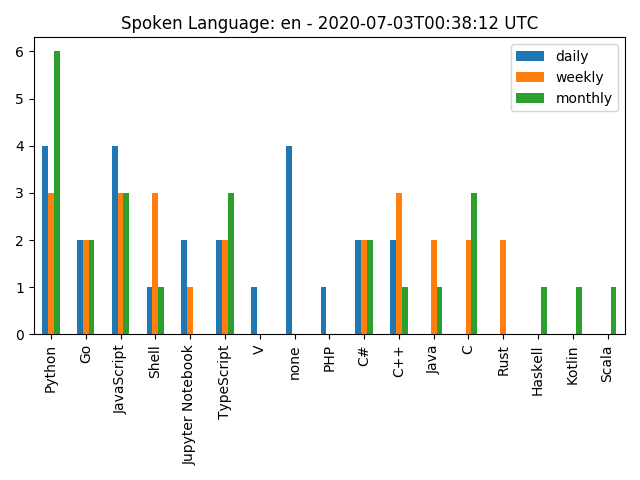 Spoken Language: en - 2020-07-03T00:38:12 UTC
daily
weekly
monthly
6
5
4
3
2
1
0
Python
Go
JavaScript
Shell
Jupyter Notebook
TypeScript
V
none
PHP
C#
C++
Java
C
Rust
Haskell
Kotlin
Scala